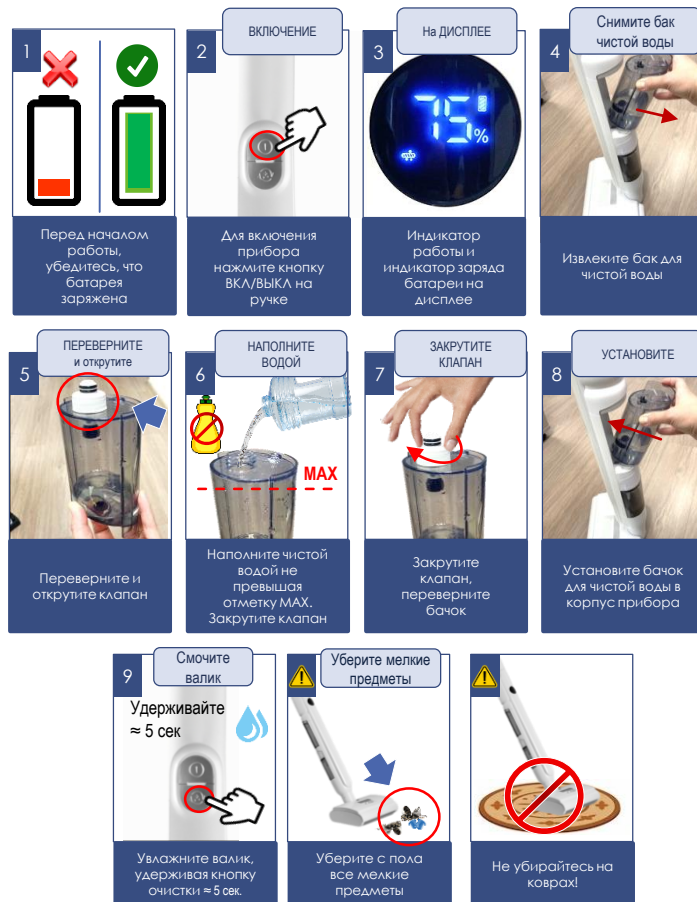 1
Перед началом
работы,
убедитесь, что
батарея
заряжена
2
ВКЛЮЧЕНИЕ
Для включения
прибора
нажмите кнопку
ВКЛ/ВЫКЛ на
ручке
3
На ДИСПЛЕЕ
75%
Индикатор
работы и
индикатор заряда
батареи на
дисплее
4
Снимите бак
чистой воды
Извлеките бак для
чистой воды
5
ПЕРЕВЕРНИТЕ
и открутите
Переверните и
открутите клапан
6
НАПОЛНИТЕ
ВОДОЙ
MAX
Наполните чистой
водой не
превышая
отметку MAX.
Закрутите клапан
7
ЗАКРУТИТЕ
КЛАПАН
Закрутите
клапан,
переверните
бачок
8
УСТАНОВИТЕ
Установите бачок
для чистой воды в
корпус прибора
9
Смочите
валик
Удерживайте
≈ 5 сек
Увлажните валик,
удерживая кнопку
очистки ≈ 5 сек.
Уберите мелкие
предметы
Уберите с пола
все мелкие
предметы
Не убирайтесь на
коврах!